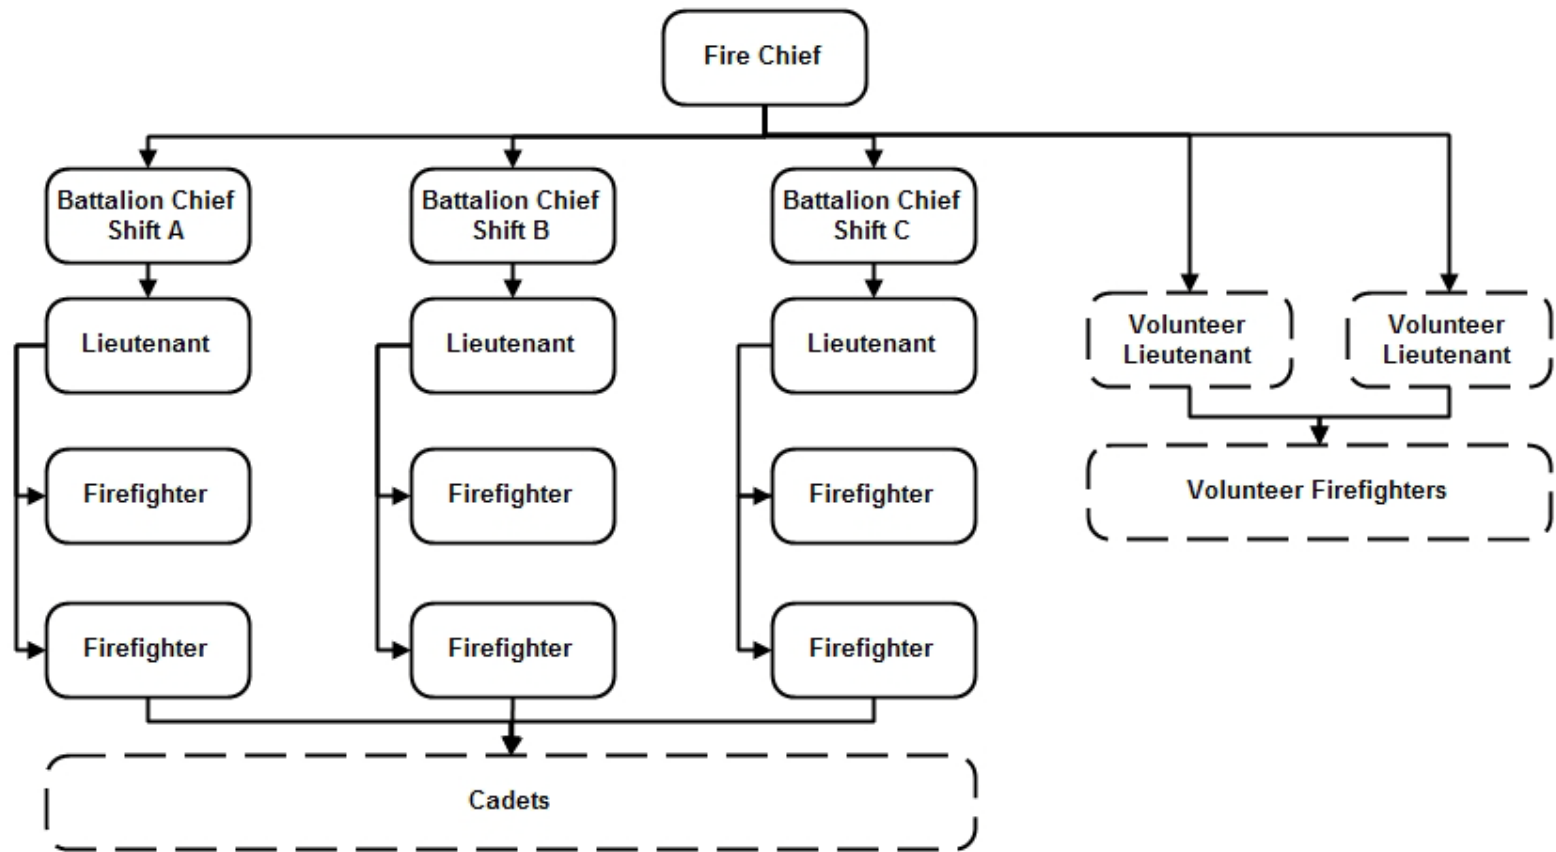 Fire Chief
Battalion Chief
Shift A
Battalion Chief
Shift B
Battalion Chief
Shift C
Lieutenant
Lieutenant
Lieutenant
Volunteer
Lieutenant
Volunteer
Lieutenant
Firefighter
Firefighter
Firefighter
Volunteer Firefighters
Firefighter
Firefighter
Firefighter
Cadets